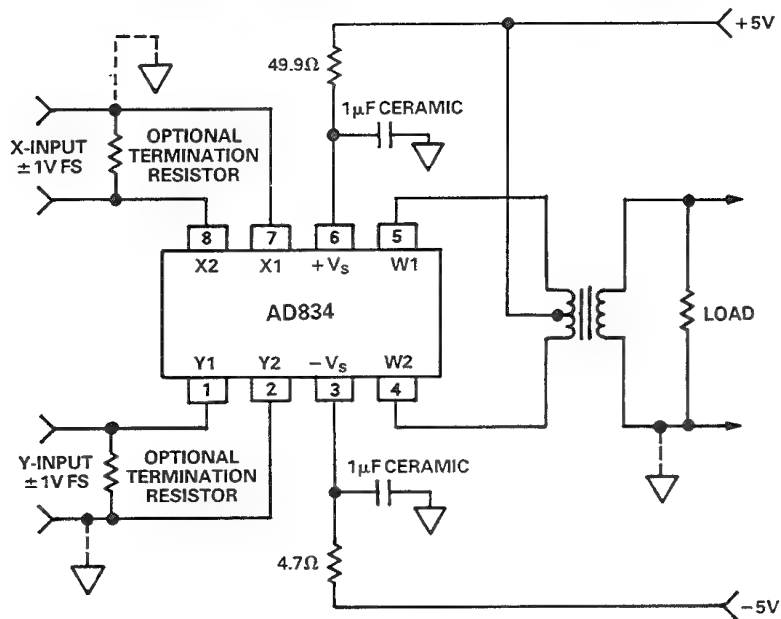 +5V
49.9Ω
1μF CERAMIC
X-INPUT
±1V FS
OPTIONAL
TERMINATION
RESISTOR
8
7
6
5
X2
X1
+VS
W1
AD834
LOAD
Y1
Y2
−VS
W2
1
2
3
4
Y-INPUT
±1V FS
OPTIONAL
TERMINATION
RESISTOR
1μF CERAMIC
4.7Ω
−5V